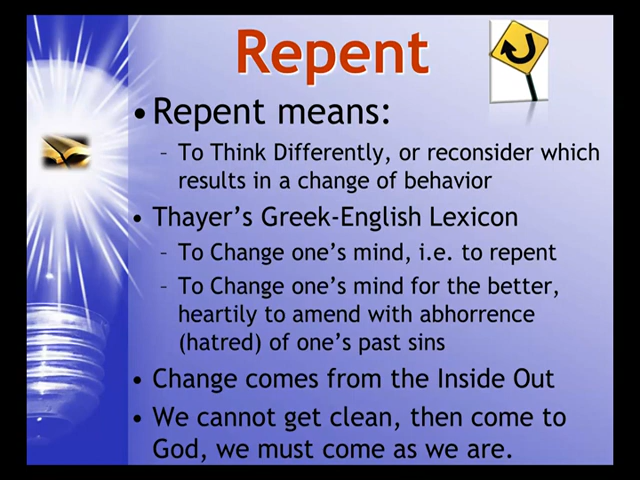 Repent
•Repent means:
– To Think Differently, or reconsider which
results in a change of behavior
• Thayer’s Greek-English Lexicon
– To Change one’s mind, i.e. to repent
– To Change one’s mind for the better,
heartily to amend with abhorrence
(hatred) of one’s past sins
• Change comes from the Inside Out
• We cannot get clean, then come to
God, we must come as we are.